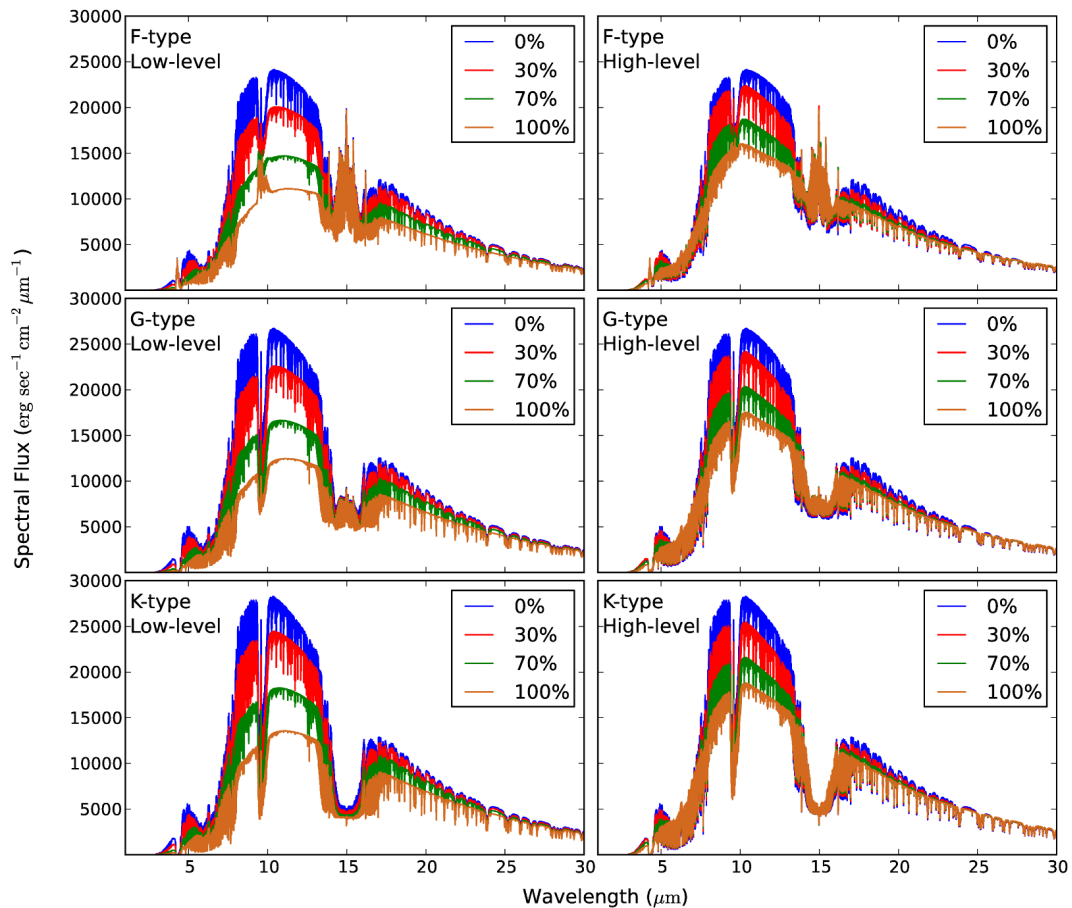 30000
25000
20000
15000
10000
5000
F-type
Low-level
0%
30%
70%
100%
F-type
High-level
0%
30%
70%
100%
30000
25000
20000
15000
10000
5000
G-type
Low-level
0%
30%
70%
100%
G-type
High-level
0%
30%
70%
100%
30000
25000
20000
15000
10000
5000
K-type
Low-level
0%
30%
70%
100%
K-type
High-level
0%
30%
70%
100%
5 10 15 20 25 30
5 10 15 20 25 30
Wavelength (μm)
Spectral Flux (erg sec⁻¹ cm⁻² μm⁻¹)